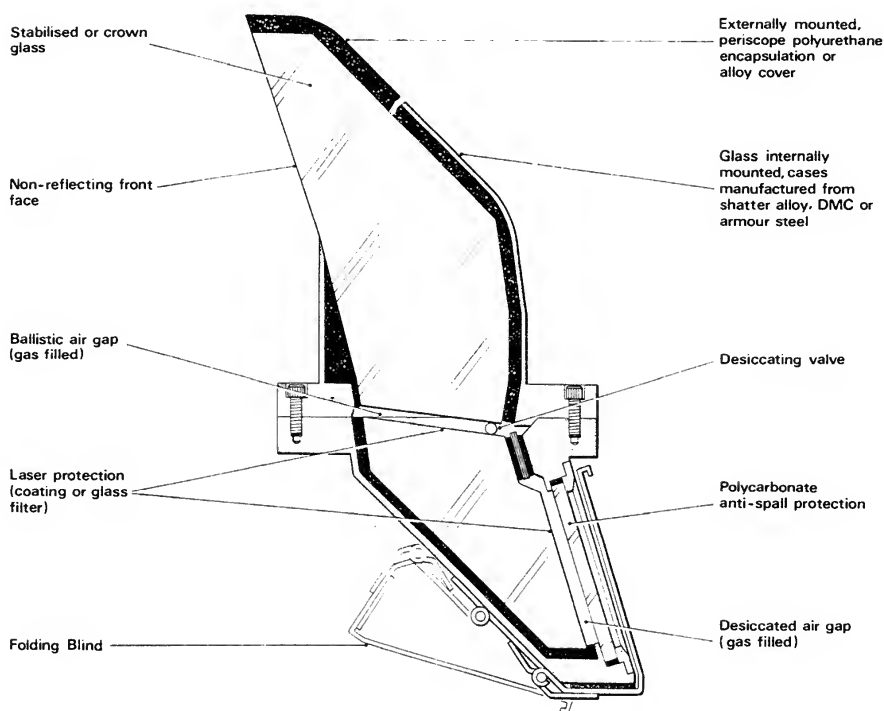 Stabilised or crown
glass
Externally mounted,
periscope polyurethane
encapsulation or
alloy cover
Non-reflecting front
face
Glass internally
mounted, cases
manufactured from
shatter alloy, DMC or
armour steel
Ballistic air gap
(gas filled)
Desiccating valve
Laser protection
(coating or glass
filter)
Polycarbonate
anti-spall protection
Folding Blind
Desiccated air gap
(gas filled)